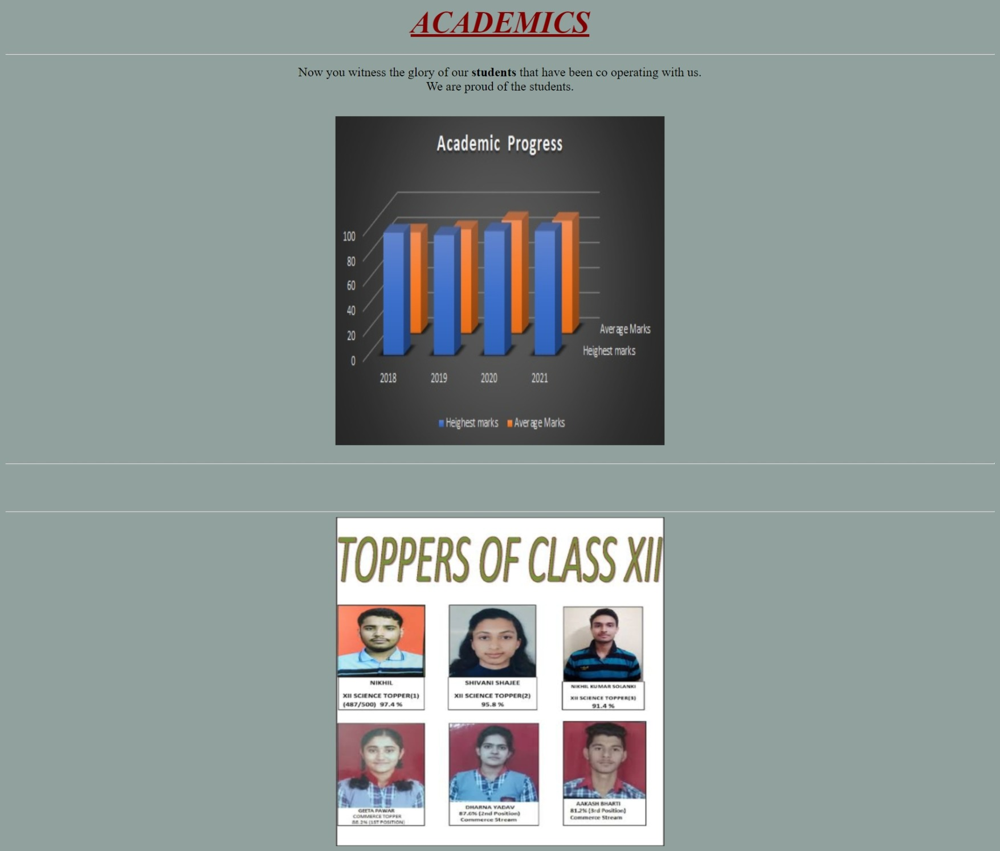 ACADEMICS
Now you witness the glory of our students that have been co operating with us.
We are proud of the students.
Academic Progress
100
80
60
40
20
0
Average Marks
Heighest marks
2018 2019 2020 2021
Heighest marks Average Marks
TOPPERS OF CLASS XII
NIKHIL
XII SCIENCE TOPPER(1)
(487/500) 97.4 %
SHIVANI SHAJEE
XII SCIENCE TOPPER(2)
95.8 %
NIKHIL KUMAR SOLANKI
XII SCIENCE TOPPER(3)
91.4 %
GEETA PAWAR
COMMERCE TOPPER
88.2% (1ST POSITION)
DHARNA YADAV
87.6% (2nd Position)
Commerce Stream
AAKASH BHARTI
81.2% (3rd Position)
Commerce Stream